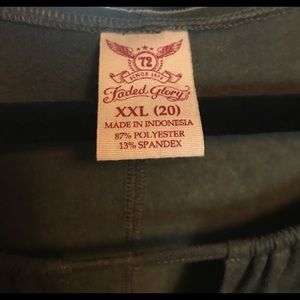 72
SINCE 1972
Faded Glory
XXL (20)
MADE IN INDONESIA
87% POLYESTER
13% SPANDEX